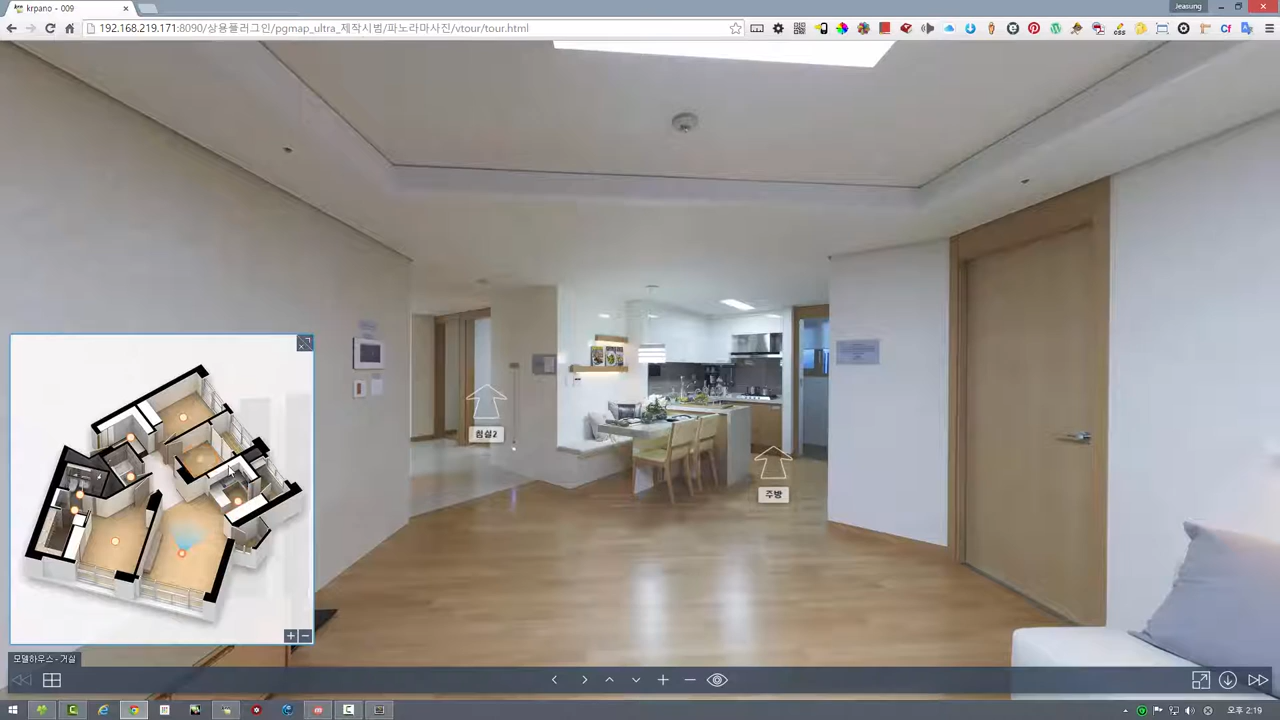 krpano - 009
Jeasung
192.168.219.171:8090/상용플러그인/pgmap_ultra_제작시범/파노라마사진/vtour/tour.html
침실2
주방
모델하우스 - 거실
오후 2:19